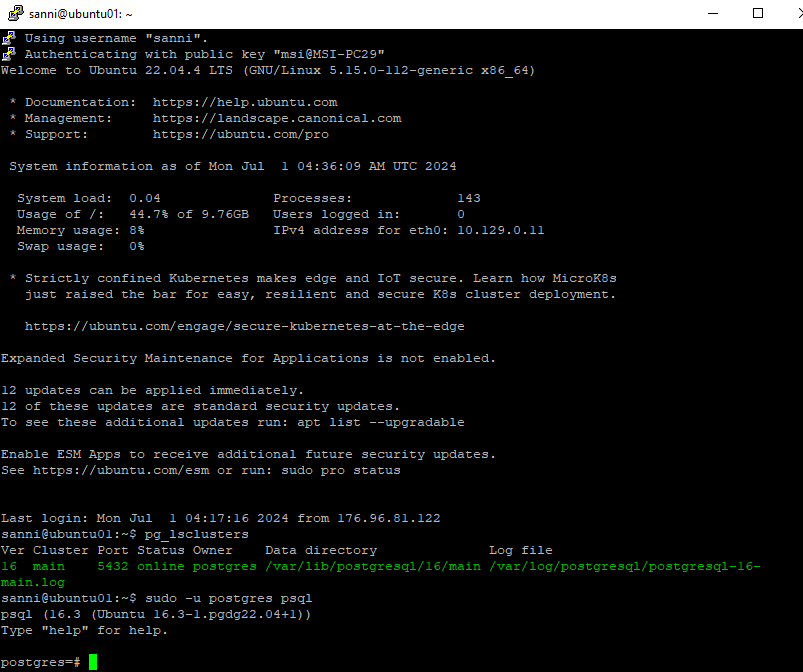 sanni@ubuntu01: ~
Using username "sanni".
Authenticating with public key "msi@MSI-PC29"
Welcome to Ubuntu 22.04.4 LTS (GNU/Linux 5.15.0-112-generic x86_64)
* Documentation:  https://help.ubuntu.com
* Management:     https://landscape.canonical.com
* Support:        https://ubuntu.com/pro
System information as of Mon Jul  1 04:36:09 AM UTC 2024
System load:  0.04              Processes:             143
Usage of /:   44.7% of 9.76GB   Users logged in:       0
Memory usage: 8%                IPv4 address for eth0: 10.129.0.11
Swap usage:   0%
* Strictly confined Kubernetes makes edge and IoT secure. Learn how MicroK8s
just raised the bar for easy, resilient and secure K8s cluster deployment.
https://ubuntu.com/engage/secure-kubernetes-at-the-edge
Expanded Security Maintenance for Applications is not enabled.
12 updates can be applied immediately.
12 of these updates are standard security updates.
To see these additional updates run: apt list --upgradable
Enable ESM Apps to receive additional future security updates.
See https://ubuntu.com/esm or run: sudo pro status
Last login: Mon Jul  1 04:17:16 2024 from 176.96.81.122
sanni@ubuntu01:~$ pg_lsclusters
Ver Cluster Port Status Owner    Data directory              Log file
16  main    5432 online postgres /var/lib/postgresql/16/main /var/log/postgresql/postgresql-16-
main.log
sanni@ubuntu01:~$ sudo -u postgres psql
psql (16.3 (Ubuntu 16.3-1.pgdg22.04+1))
Type "help" for help.
postgres=#